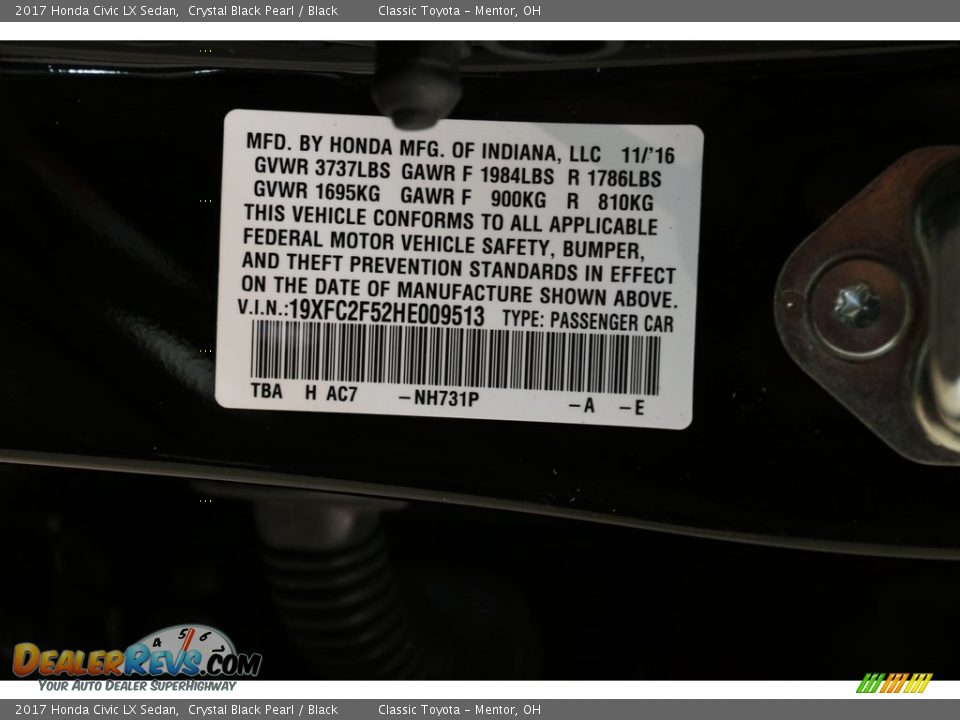 2017 Honda Civic LX Sedan, Crystal Black Pearl / Black Classic Toyota - Mentor, OH
MFD. BY HONDA MFG. OF INDIANA, LLC 11/'16
GVWR 3737LBS GAWR F 1984LBS R 1786LBS
GVWR 1695KG GAWR F 900KG R 810KG
THIS VEHICLE CONFORMS TO ALL APPLICABLE
FEDERAL MOTOR VEHICLE SAFETY, BUMPER,
AND THEFT PREVENTION STANDARDS IN EFFECT
ON THE DATE OF MANUFACTURE SHOWN ABOVE.
V.I.N.:19XFC2F52HE009513 TYPE: PASSENGER CAR
TBA H AC7 -NH731P -A -E
4 5 6
DEALERREVS.COM
YOUR AUTO DEALER SUPERHIGHWAY
2017 Honda Civic LX Sedan, Crystal Black Pearl / Black Classic Toyota - Mentor, OH